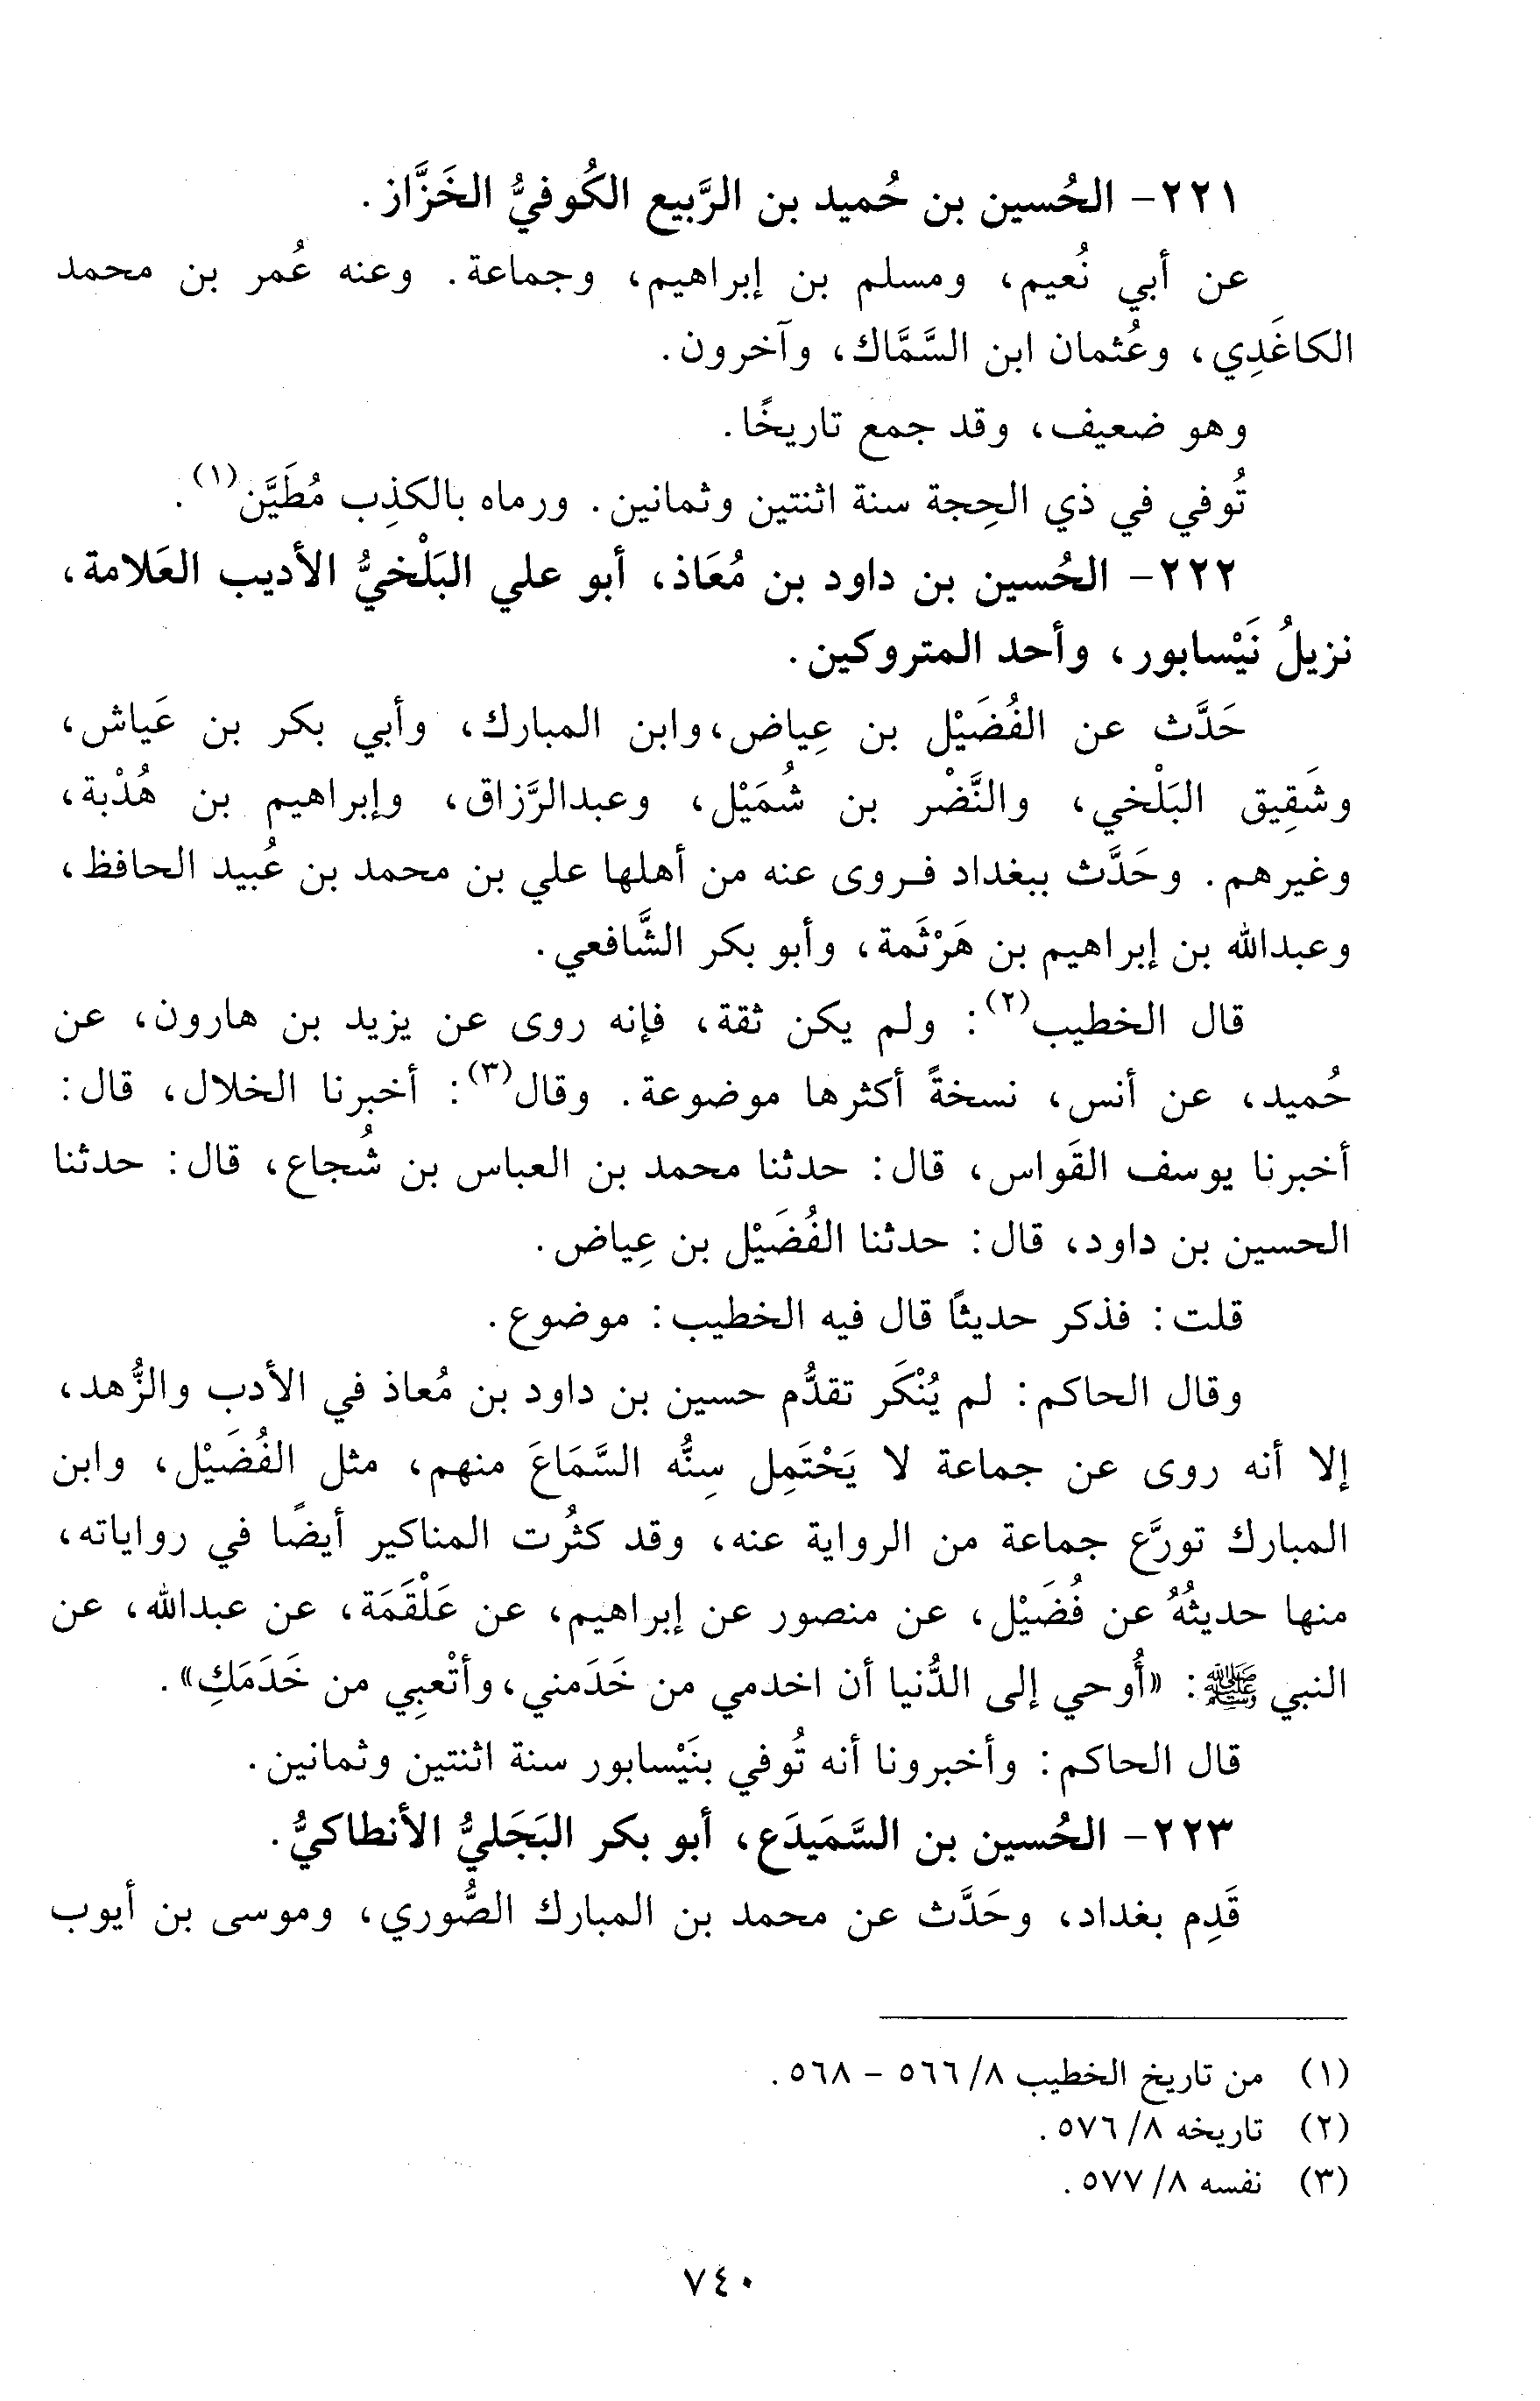 ٢٢١- الحُسين بن حُميد بن الرَّبيع الكُوفيُّ الخَزَّاز.
عن أبي نُعيم، ومسلم بن إبراهيم، وجماعة. وعنه عُمر بن محمد
الكاغَدِي، وعُثمان ابن السَّمَّاك، وآخرون.
وهو ضعيف، وقد جمع تاريخًا.
تُوفي في ذي الحِجة سنة اثنتين وثمانين. ورماه بالكذِب مُطَيَّن(١).
٢٢٢- الحُسين بن داود بن مُعَاذ، أبو علي البَلْخيُّ الأديب العَلامة،
نزيلُ نَيْسابور، وأحد المتروكين.
حَدَّث عن الفُضَيْل بن عِياض، وابن المبارك، وأبي بكر بن عَياش،
وشَقِيق البَلْخي، والنَّضْر بن شُمَيْل، وعبدالرَّزاق، وإبراهيم بن هُدْبة،
وغيرهم. وحَدَّث ببغداد فروى عنه من أهلها علي بن محمد بن عُبيد الحافظ،
وعبدالله بن إبراهيم بن هَرْثَمة، وأبو بكر الشَّافعي.
قال الخطيب(٢): ولم يكن ثقة، فإنه روى عن يزيد بن هارون، عن
حُميد، عن أنس، نسخةً أكثرها موضوعة. وقال(٣): أخبرنا الخلال، قال:
أخبرنا يوسف القَواس، قال: حدثنا محمد بن العباس بن شُجاع، قال: حدثنا
الحسين بن داود، قال: حدثنا الفُضَيْل بن عِياض.
قلت: فذكر حديثًا قال فيه الخطيب: موضوع.
وقال الحاكم: لم يُنْكَر تقدُّم حسين بن داود بن مُعاذ في الأدب والزُّهد،
إلا أنه روى عن جماعة لا يَحْتَمِل سِنُّه السَّمَاعَ منهم، مثل الفُضَيْل، وابن
المبارك تورَّع جماعة من الرواية عنه، وقد كثُرت المناكير أيضًا في رواياته،
منها حديثُهُ عن فُضَيْل، عن منصور عن إبراهيم، عن عَلْقَمَة، عن عبدالله، عن
النبي ﷺ: «أُوحي إلى الدُّنيا أن اخدمي من خَدَمني، وأتْعبِي من خَدَمَكِ».
قال الحاكم: وأخبرونا أنه تُوفي بنَيْسابور سنة اثنتين وثمانين.
٢٢٣- الحُسين بن السَّمَيدَع، أبو بكر البَجَليُّ الأنطاكيُّ.
قَدِم بغداد، وحَدَّث عن محمد بن المبارك الصُّوري، وموسى بن أيوب
(١) من تاريخ الخطيب ٨/ ٥٦٦ - ٥٦٨.
(٢) تاريخه ٨/ ٥٧٦.
(٣) نفسه ٨/ ٥٧٧.
٧٤٠